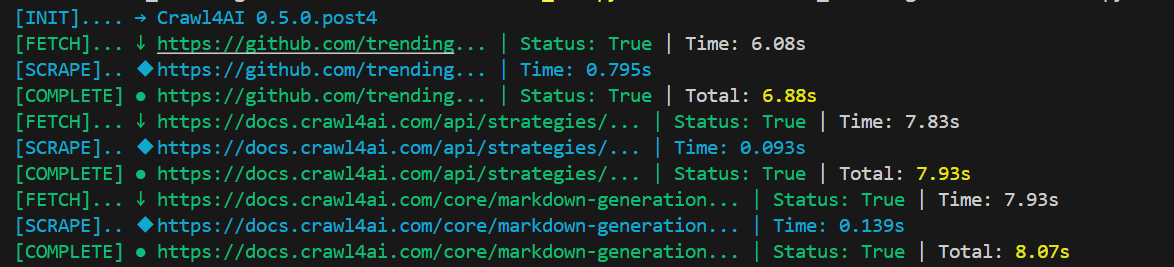 [INIT].... → Crawl4AI 0.5.0.post4
[FETCH]... ↓ https://github.com/trending... | Status: True | Time: 6.08s
[SCRAPE].. ◆ https://github.com/trending... | Time: 0.795s
[COMPLETE] ● https://github.com/trending... | Status: True | Total: 6.88s
[FETCH]... ↓ https://docs.crawl4ai.com/api/strategies/... | Status: True | Time: 7.83s
[SCRAPE].. ◆ https://docs.crawl4ai.com/api/strategies/... | Time: 0.093s
[COMPLETE] ● https://docs.crawl4ai.com/api/strategies/... | Status: True | Total: 7.93s
[FETCH]... ↓ https://docs.crawl4ai.com/core/markdown-generation... | Status: True | Time: 7.93s
[SCRAPE].. ◆ https://docs.crawl4ai.com/core/markdown-generation... | Time: 0.139s
[COMPLETE] ● https://docs.crawl4ai.com/core/markdown-generation... | Status: True | Total: 8.07s